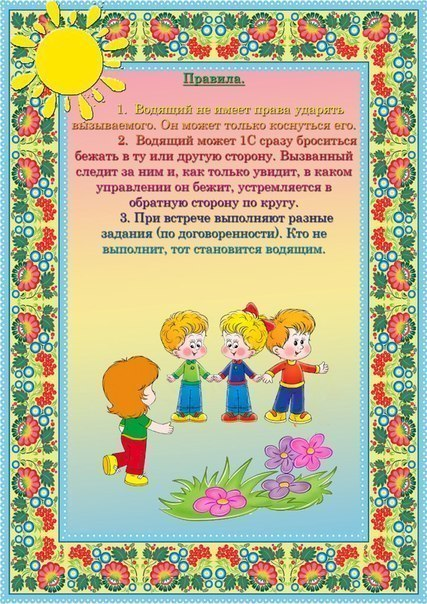 Правила.
1. Водящий не имеет права ударять
вызываемого. Он может только коснуться его.
2. Водящий может 1С сразу броситься
бежать в ту или другую сторону. Вызванный
следит за ним и, как только увидит, в каком
управлении он бежит, устремляется в
обратную сторону по кругу.
3. При встрече выполняют разные
задания (по договоренности). Кто не
выполнит, тот становится водящим.